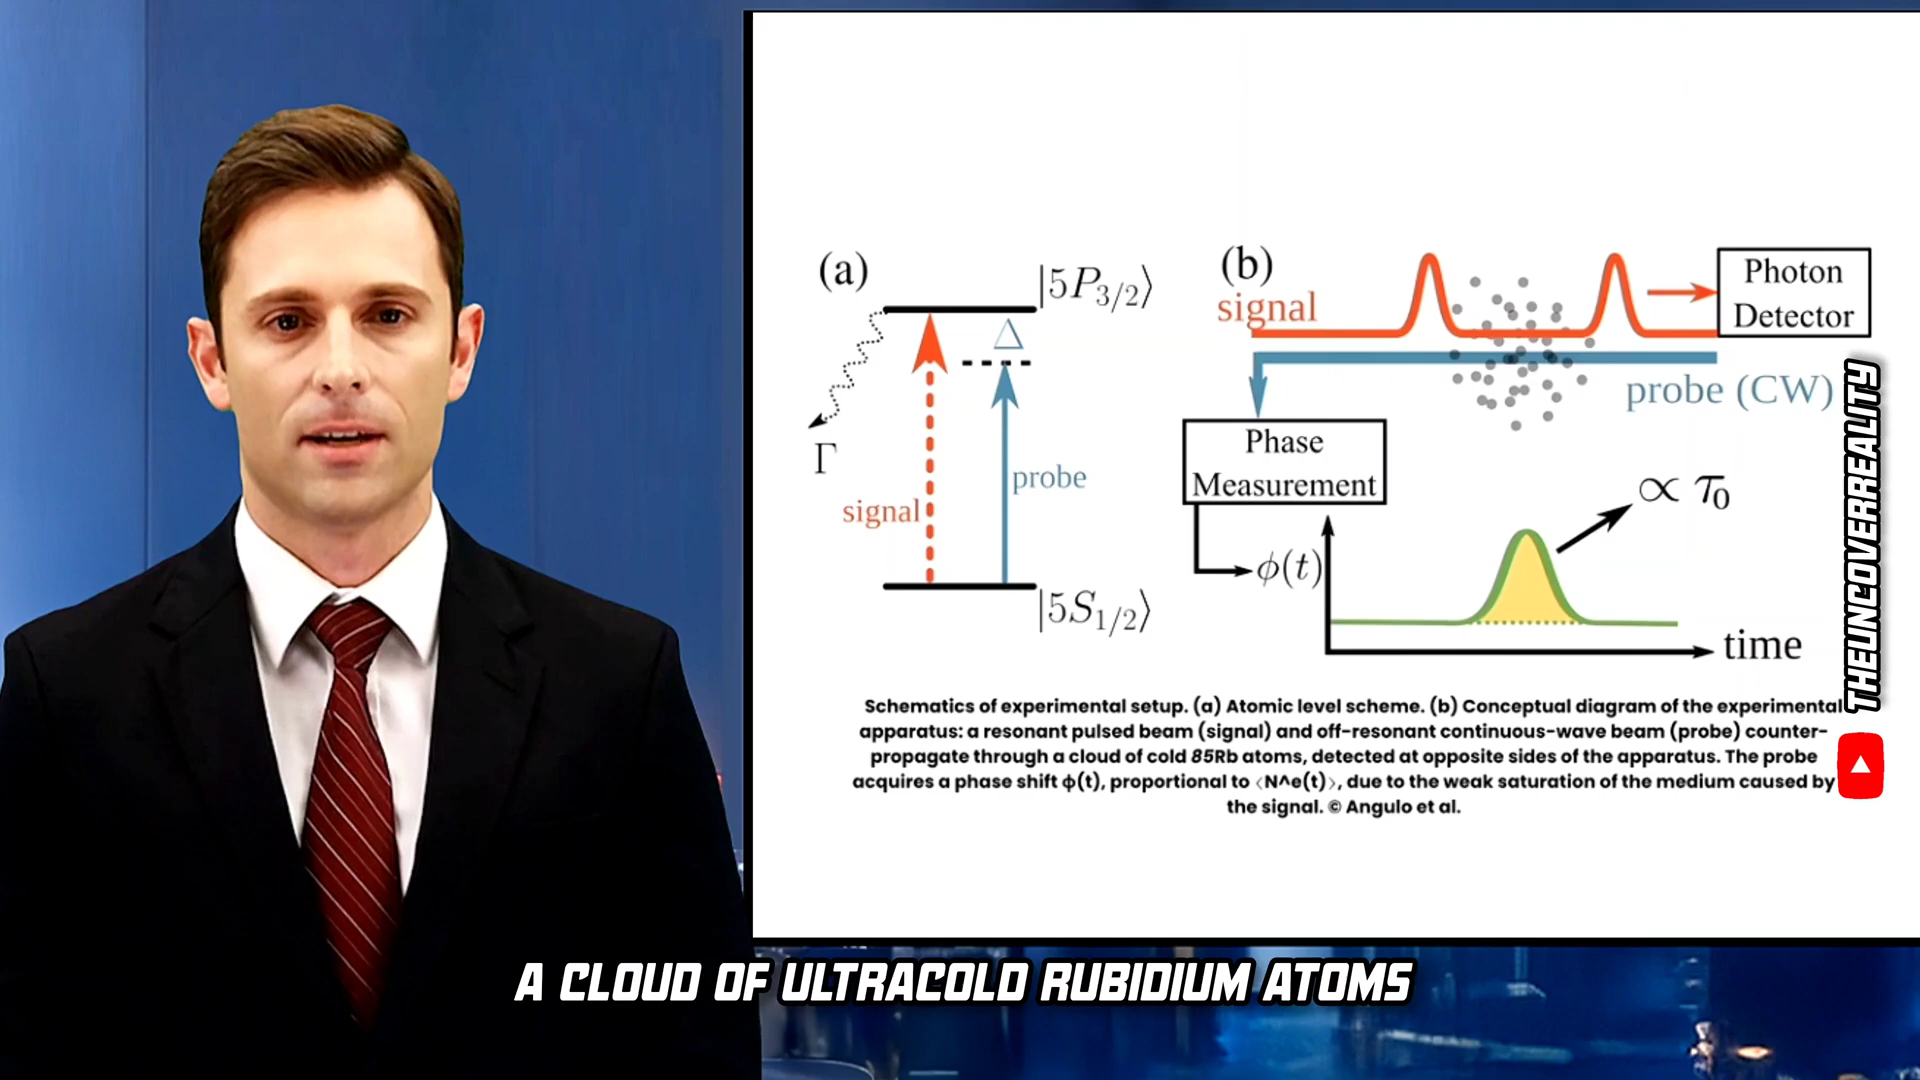 (a)
|5P3/2⟩
Δ
Γ
signal
probe
|5S1/2⟩
(b)
signal
Photon
Detector
probe (CW)
Phase
Measurement
ϕ(t)
∝ τ0
time
Schematics of experimental setup. (a) Atomic level scheme. (b) Conceptual diagram of the experimental
apparatus: a resonant pulsed beam (signal) and off-resonant continuous-wave beam (probe) counter-
propagate through a cloud of cold 85Rb atoms, detected at opposite sides of the apparatus. The probe
acquires a phase shift ϕ(t), proportional to ⟨N^e(t)⟩, due to the weak saturation of the medium caused by
the signal. © Angulo et al.
THEUNCOVERREALITY
A CLOUD OF ULTRACOLD RUBIDIUM ATOMS